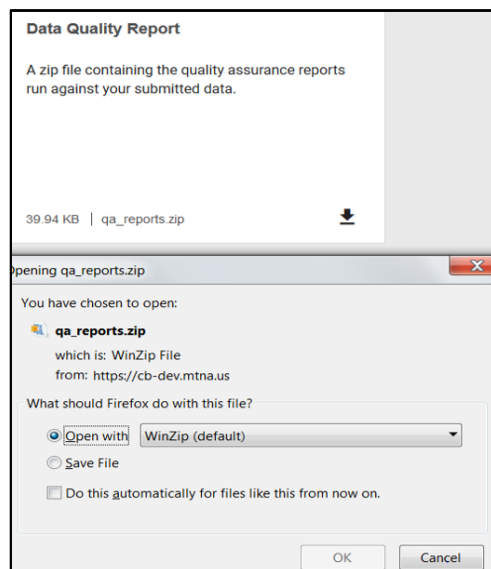 Data Quality Report
A zip file containing the quality assurance reports
run against your submitted data.
39.94 KB | qa_reports.zip
Opening qa_reports.zip
You have chosen to open:
qa_reports.zip
which is: WinZip File
from: https://cb-dev.mtna.us
What should Firefox do with this file?
Open with WinZip (default)
Save File
Do this automatically for files like this from now on.
OK Cancel